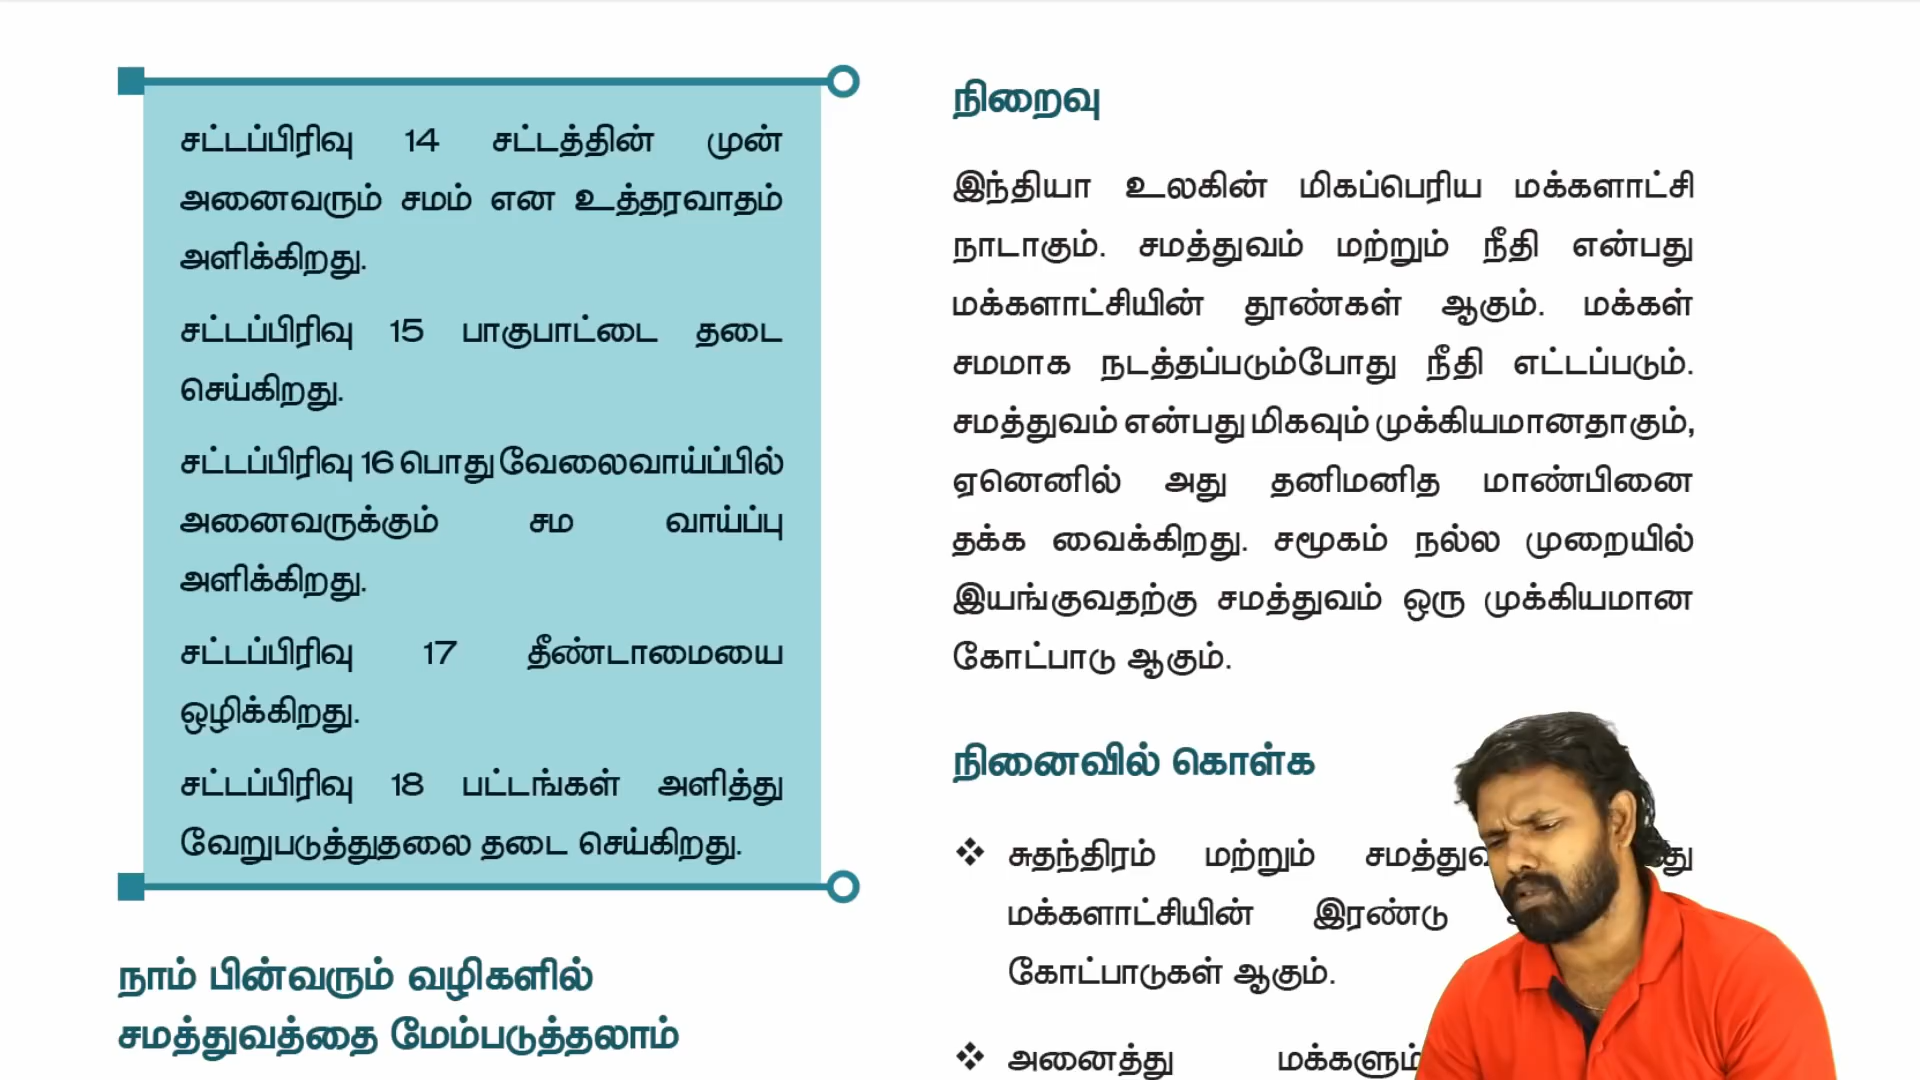 சட்டப்பிரிவு 14 சட்டத்தின் முன்
அனைவரும் சமம் என உத்தரவாதம்
அளிக்கிறது.
சட்டப்பிரிவு 15 பாகுபாட்டை தடை
செய்கிறது.
சட்டப்பிரிவு 16 பொது வேலைவாய்ப்பில்
அனைவருக்கும் சம வாய்ப்பு
அளிக்கிறது.
சட்டப்பிரிவு 17 தீண்டாமையை
ஒழிக்கிறது.
சட்டப்பிரிவு 18 பட்டங்கள் அளித்து
வேறுபடுத்துதலை தடை செய்கிறது.
நாம் பின்வரும் வழிகளில்
சமத்துவத்தை மேம்படுத்தலாம்
நிறைவு
இந்தியா உலகின் மிகப்பெரிய மக்களாட்சி
நாடாகும். சமத்துவம் மற்றும் நீதி என்பது
மக்களாட்சியின் தூண்கள் ஆகும். மக்கள்
சமமாக நடத்தப்படும்போது நீதி எட்டப்படும்.
சமத்துவம் என்பது மிகவும் முக்கியமானதாகும்,
ஏனெனில் அது தனிமனித மாண்பினை
தக்க வைக்கிறது. சமூகம் நல்ல முறையில்
இயங்குவதற்கு சமத்துவம் ஒரு முக்கியமான
கோட்பாடு ஆகும்.
நினைவில் கொள்க
❖ சுதந்திரம் மற்றும்
மக்களாட்சியின் இரண்டு
கோட்பாடுகள் ஆகும்.
❖ அனைத்து மக்களும்